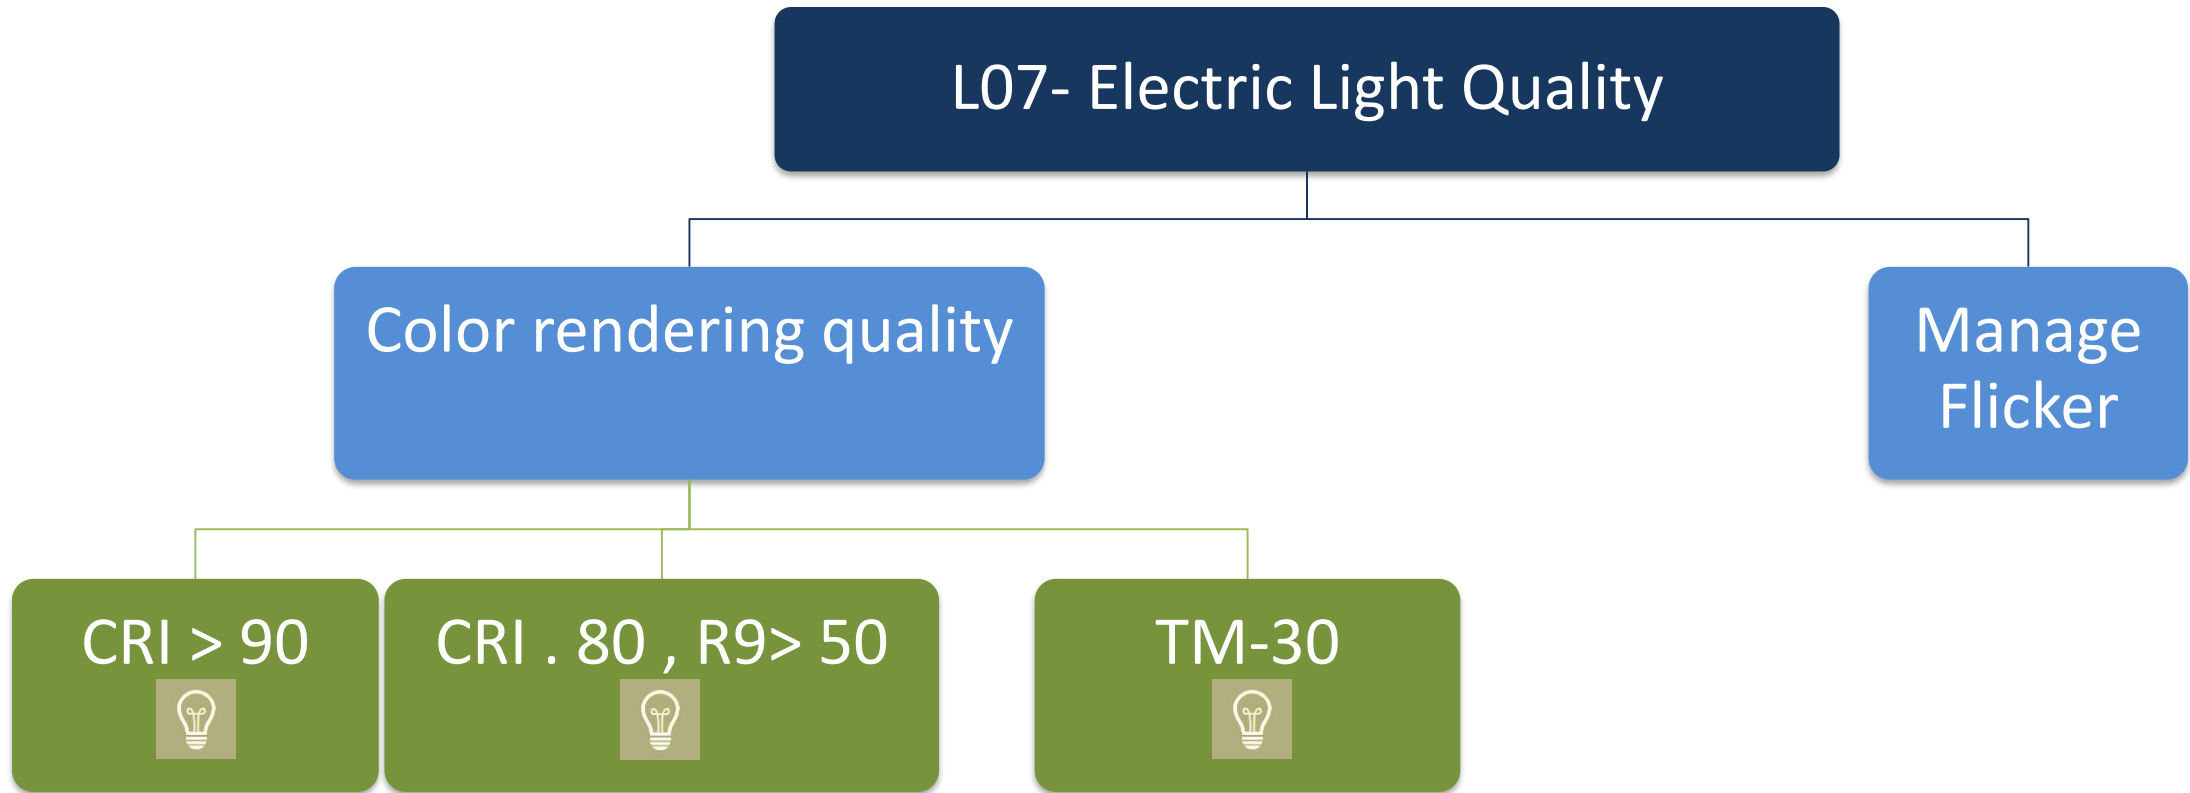 L07- Electric Light Quality
Color rendering quality
Manage
Flicker
CRI > 90
CRI . 80 , R9> 50
TM-30